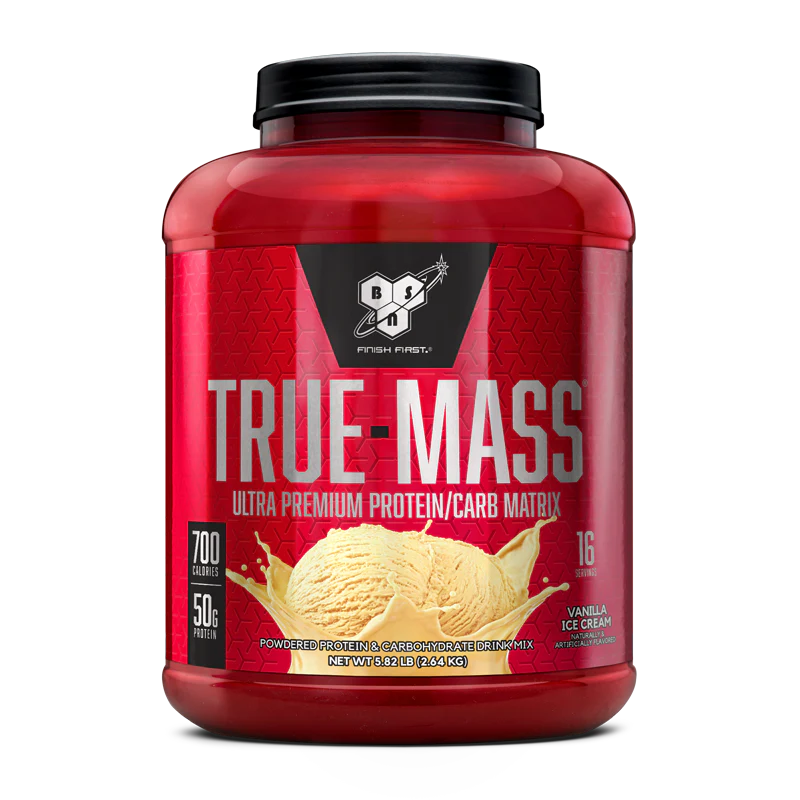 BSN
FINISH FIRST.®
TRUE-MASS®
ULTRA PREMIUM PROTEIN/CARB MATRIX
700
CALORIES
50G
PROTEIN
16
SERVINGS
VANILLA
ICE CREAM
NATURALLY &
ARTIFICIALLY FLAVORED
POWDERED PROTEIN & CARBOHYDRATE DRINK MIX
NET WT 5.82 LB (2.64 KG)